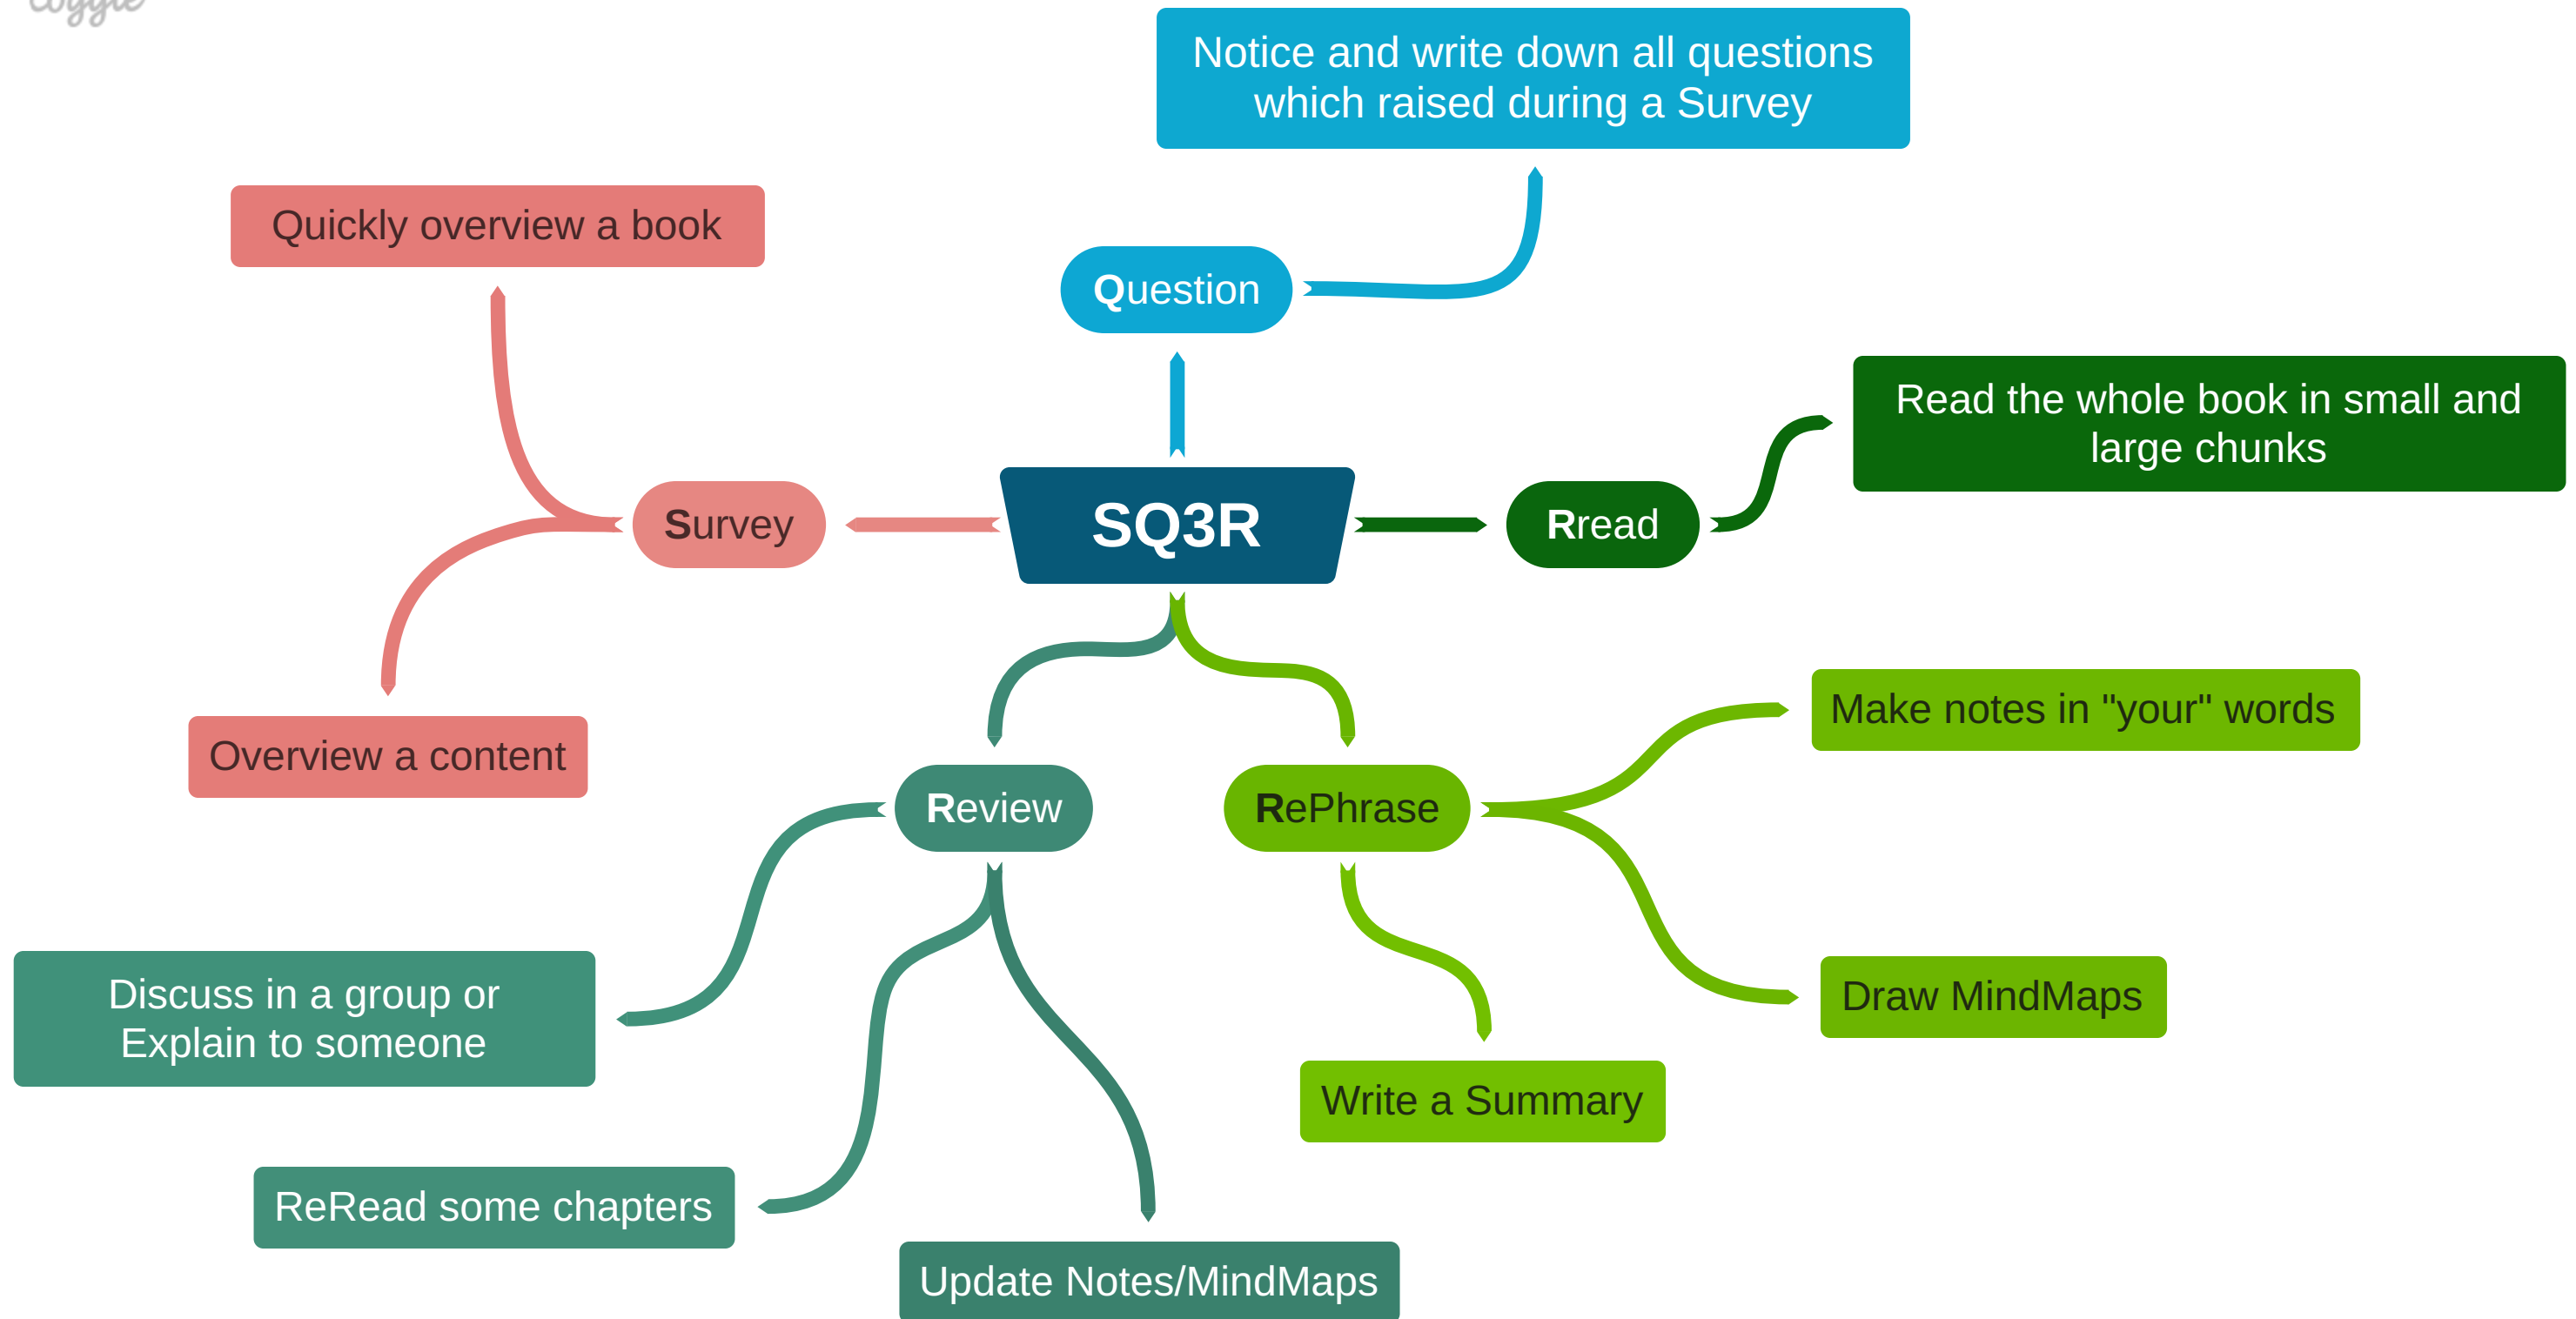 coggle
Notice and write down all questions
which raised during a Survey
Quickly overview a book
Question
Read the whole book in small and
large chunks
Survey
SQ3R
Rread
Make notes in "your" words
Overview a content
Review
RePhrase
Discuss in a group or
Explain to someone
Draw MindMaps
Write a Summary
ReRead some chapters
Update Notes/MindMaps